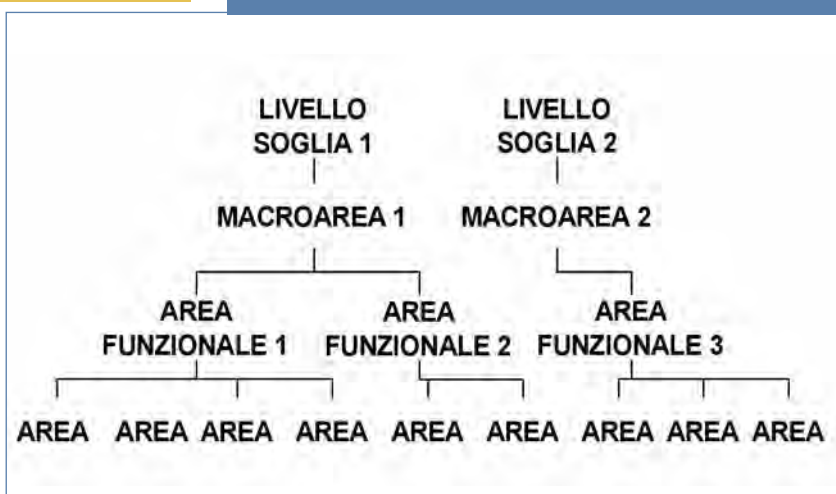 LIVELLO LIVELLO
SOGLIA 1 SOGLIA 2
MACROAREA 1 MACROAREA 2
AREA AREA AREA
FUNZIONALE 1 FUNZIONALE 2 FUNZIONALE 3
AREA AREA AREA AREA AREA AREA AREA AREA AREA